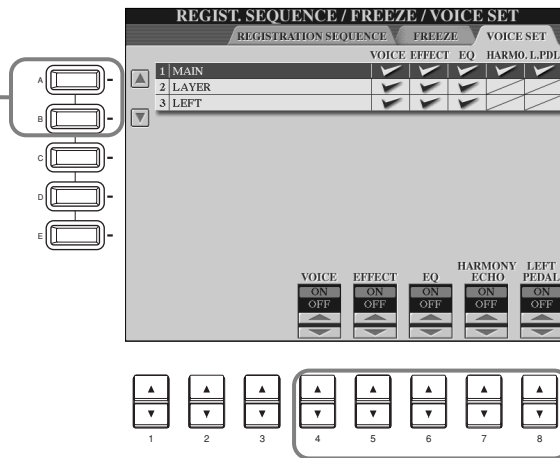 REGIST. SEQUENCE / FREEZE / VOICE SET
REGISTRATION SEQUENCE FREEZE VOICE SET
VOICE EFFECT EQ HARMO. L.PDL
A
1 MAIN
2 LAYER
B
3 LEFT
C
D
E
VOICE EFFECT EQ HARMONY ECHO LEFT PEDAL
ON ON ON ON ON
OFF OFF OFF OFF OFF
1 2 3 4 5 6 7 8